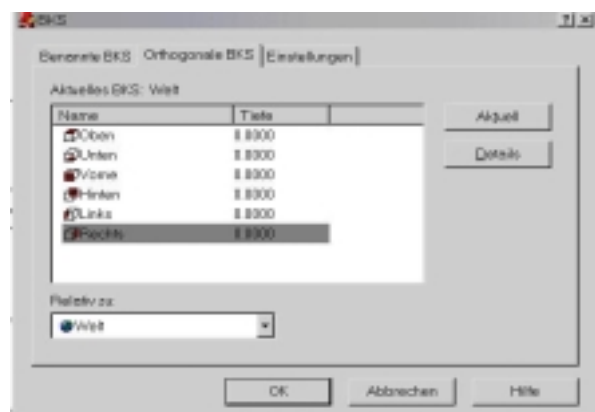 BKS
Benannte BKS Orthogonale BKS Einstellungen
Aktuelles BKS: Welt
Name Tiefe
Aktuell
Oben 0.0000
Unten 0.0000
Details
Vorne 0.0000
Hinten 0.0000
Links 0.0000
Rechts 0.0000
Relativ zu:
Welt
OK Abbrechen Hilfe